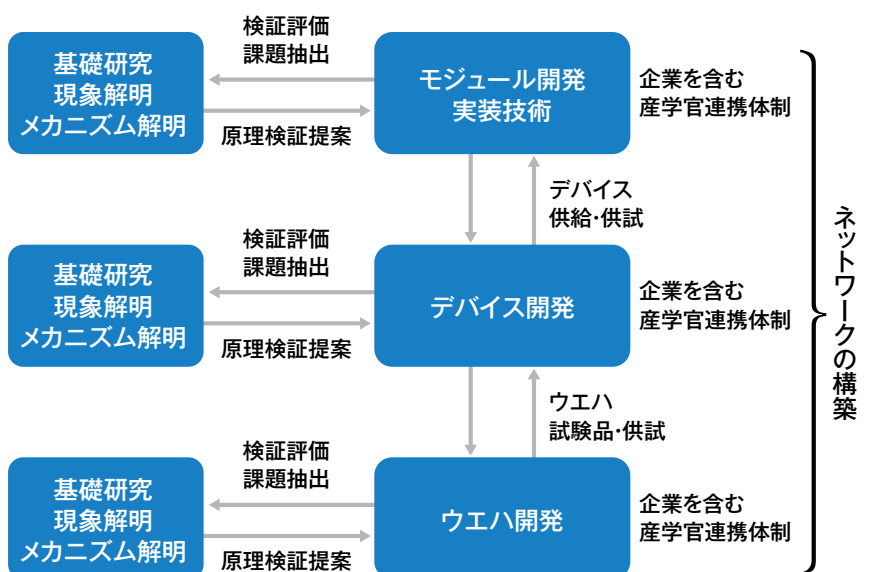 検証評価
課題抽出
基礎研究
現象解明
メカニズム解明
原理検証提案
モジュール開発
実装技術
企業を含む
産学官連携体制
デバイス
供給・供試
検証評価
課題抽出
基礎研究
現象解明
メカニズム解明
原理検証提案
デバイス開発
企業を含む
産学官連携体制
ウエハ
試験品・供試
検証評価
課題抽出
基礎研究
現象解明
メカニズム解明
原理検証提案
ウエハ開発
企業を含む
産学官連携体制
ネットワークの構築